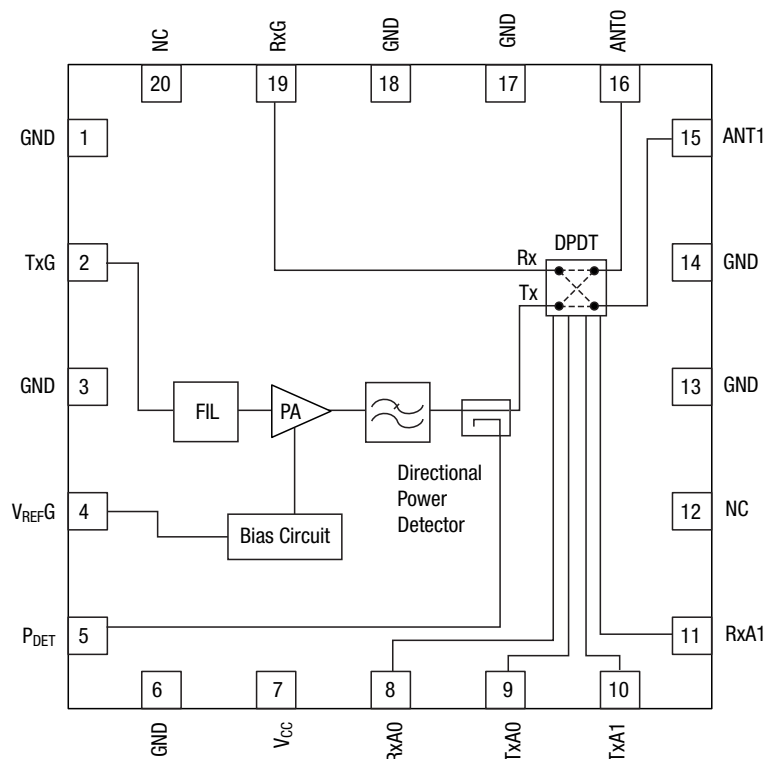 NC
RxG
GND
GND
ANT0
20
19
18
17
16
GND 1
15 ANT1
DPDT
Rx
TxG 2
14 GND
Tx
GND 3
13 GND
FIL
PA
Directional
Power
Detector
VREFG 4
12 NC
Bias Circuit
PDET 5
11 RxA1
6
7
8
9
10
GND
VCC
RxA0
TxA0
TxA1